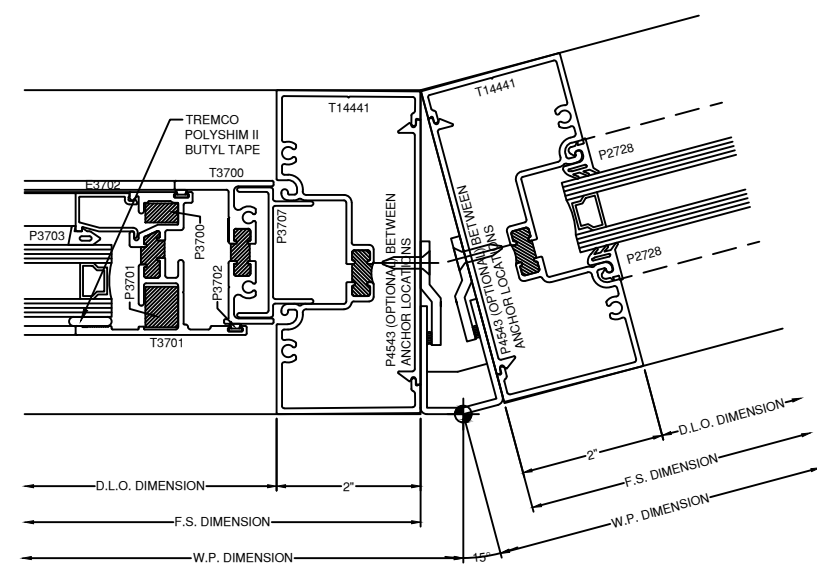 T14441
T14441
TREMCO
POLYSHIM II
BUTYL TAPE
P2728
T3700
E3702
P3707
P3703
P3700
P3701
P3702
T3701
P4543 (OPTIONAL) BETWEEN
ANCHOR LOCATIONS
P4543 (OPTIONAL) BETWEEN
ANCHOR LOCATIONS
P2728
D.L.O. DIMENSION
2"
2"
D.L.O. DIMENSION
F.S. DIMENSION
F.S. DIMENSION
W.P. DIMENSION
15°
W.P. DIMENSION